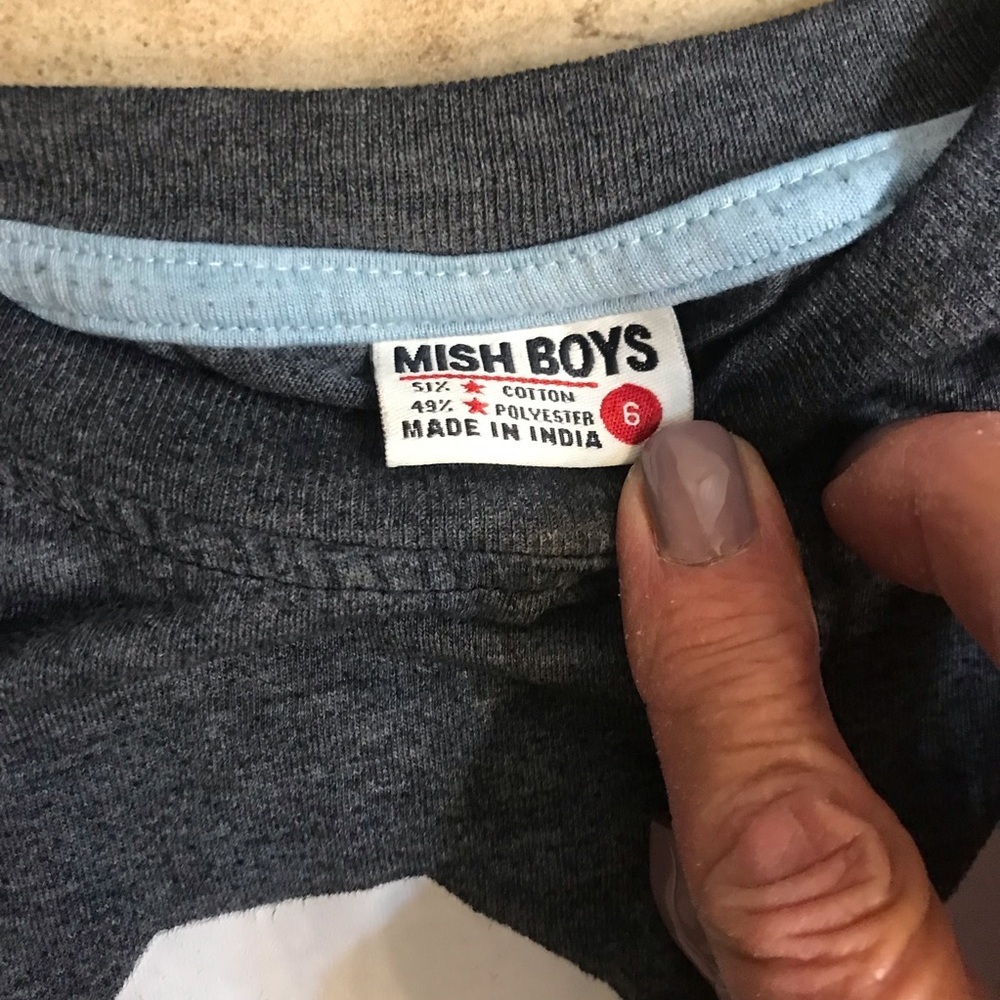 MISH BOYS
51% ★ COTTON
49% ★ POLYESTER
MADE IN INDIA
6